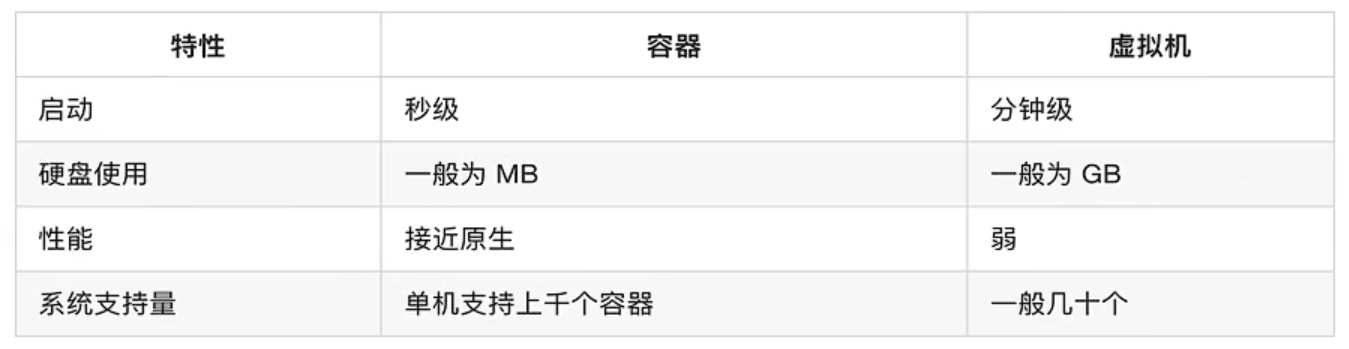 特性 容器 虚拟机
启动 秒级 分钟级
硬盘使用 一般为 MB 一般为 GB
性能 接近原生 弱
系统支持量 单机支持上千个容器 一般几十个